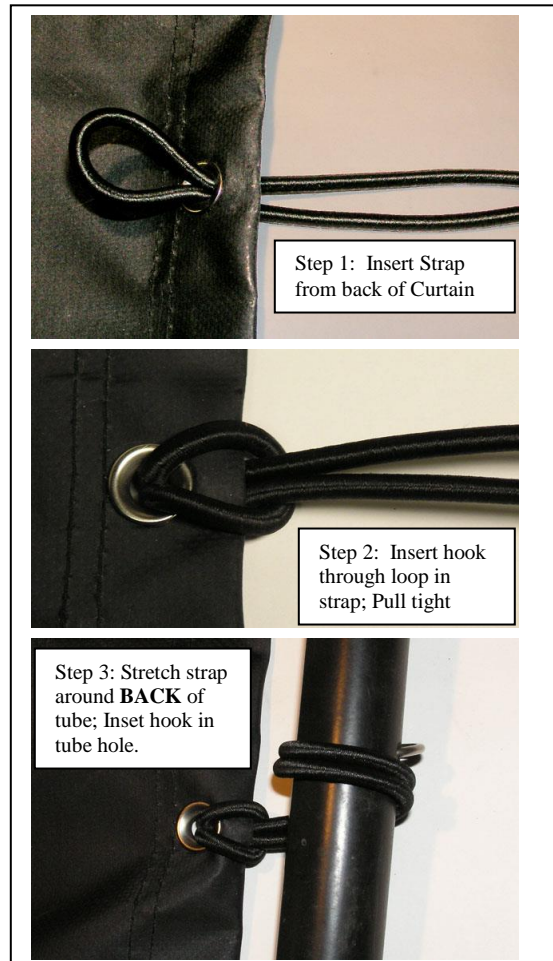 Step 1: Insert Strap
from back of Curtain
Step 2: Insert hook
through loop in
strap; Pull tight
Step 3: Stretch strap
around BACK of
tube; Inset hook in
tube hole.